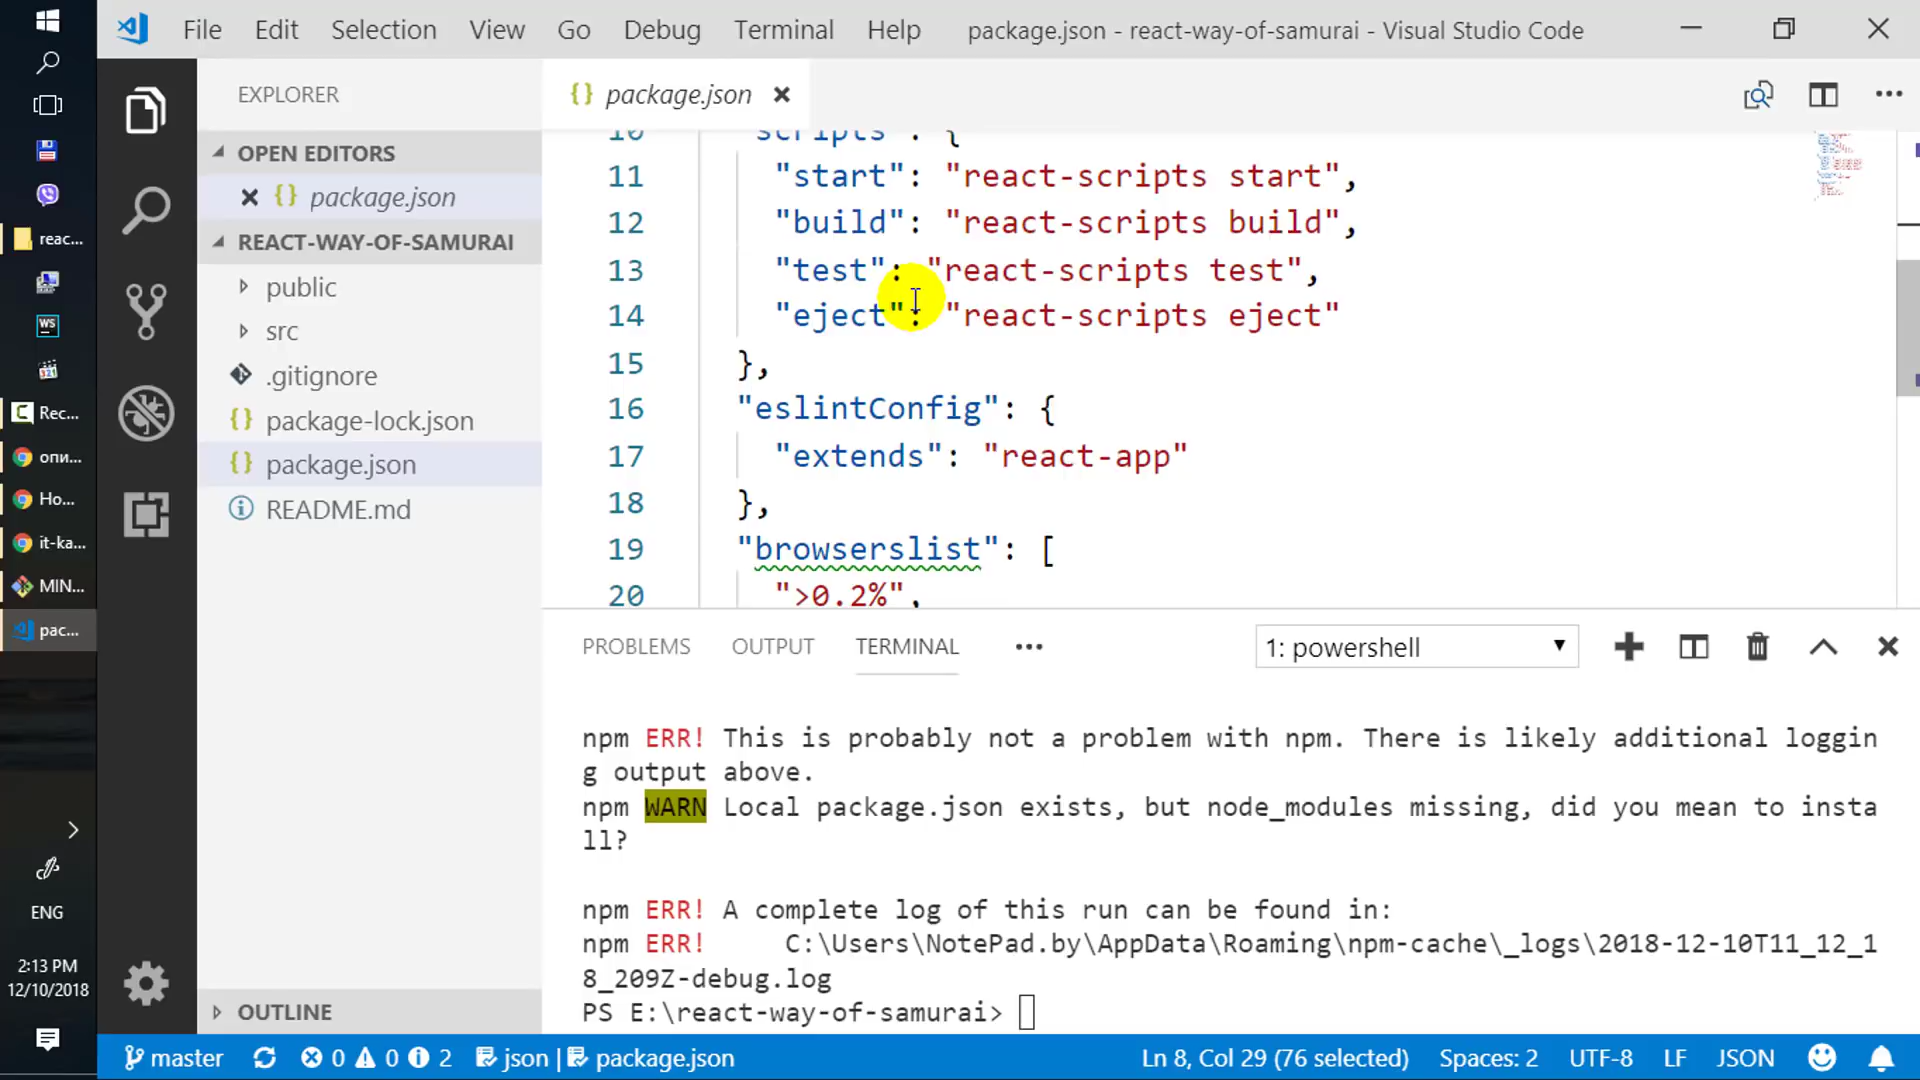 File Edit Selection View Go Debug Terminal Help package.json - react-way-of-samurai - Visual Studio Code
EXPLORER
OPEN EDITORS
package.json
REACT-WAY-OF-SAMURAI
public
src
.gitignore
package-lock.json
package.json
README.md
OUTLINE
{} package.json
10 "scripts": {
11 "start": "react-scripts start",
12 "build": "react-scripts build",
13 "test": "react-scripts test",
14 "eject": "react-scripts eject"
15 },
16 "eslintConfig": {
17 "extends": "react-app"
18 },
19 "browserslist": [
20 ">0.2%",
PROBLEMS OUTPUT TERMINAL ••• 1: powershell
npm ERR! This is probably not a problem with npm. There is likely additional loggin
g output above.
npm WARN Local package.json exists, but node_modules missing, did you mean to insta
ll?
npm ERR! A complete log of this run can be found in:
npm ERR!     C:\Users\NotePad.by\AppData\Roaming\npm-cache\_logs\2018-12-10T11_12_1
8_209Z-debug.log
PS E:\react-way-of-samurai>
master 0 0 2 json | package.json Ln 8, Col 29 (76 selected) Spaces: 2 UTF-8 LF JSON
reac...
WS
Rec...
опи...
Но...
it-ka...
MIN...
pac...
ENG
2:13 PM
12/10/2018